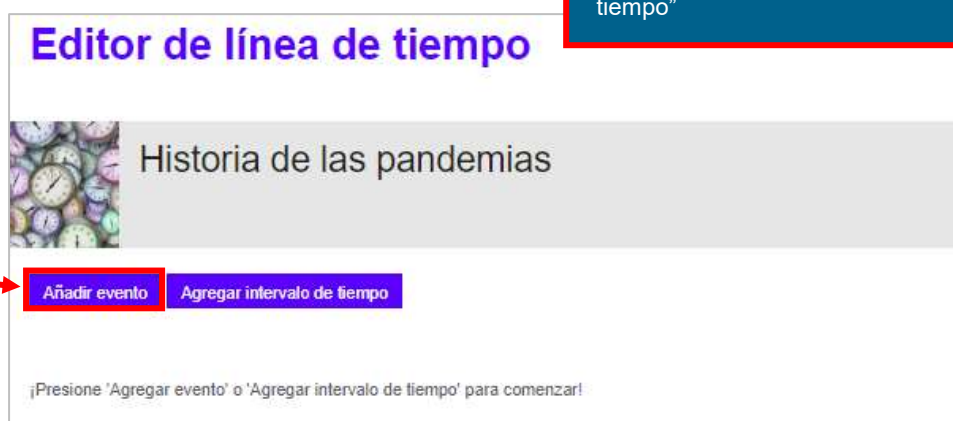 tiempo”
Editor de línea de tiempo
Historia de las pandemias
Añadir evento Agregar intervalo de tiempo
¡Presione 'Agregar evento' o 'Agregar intervalo de tiempo' para comenzar!